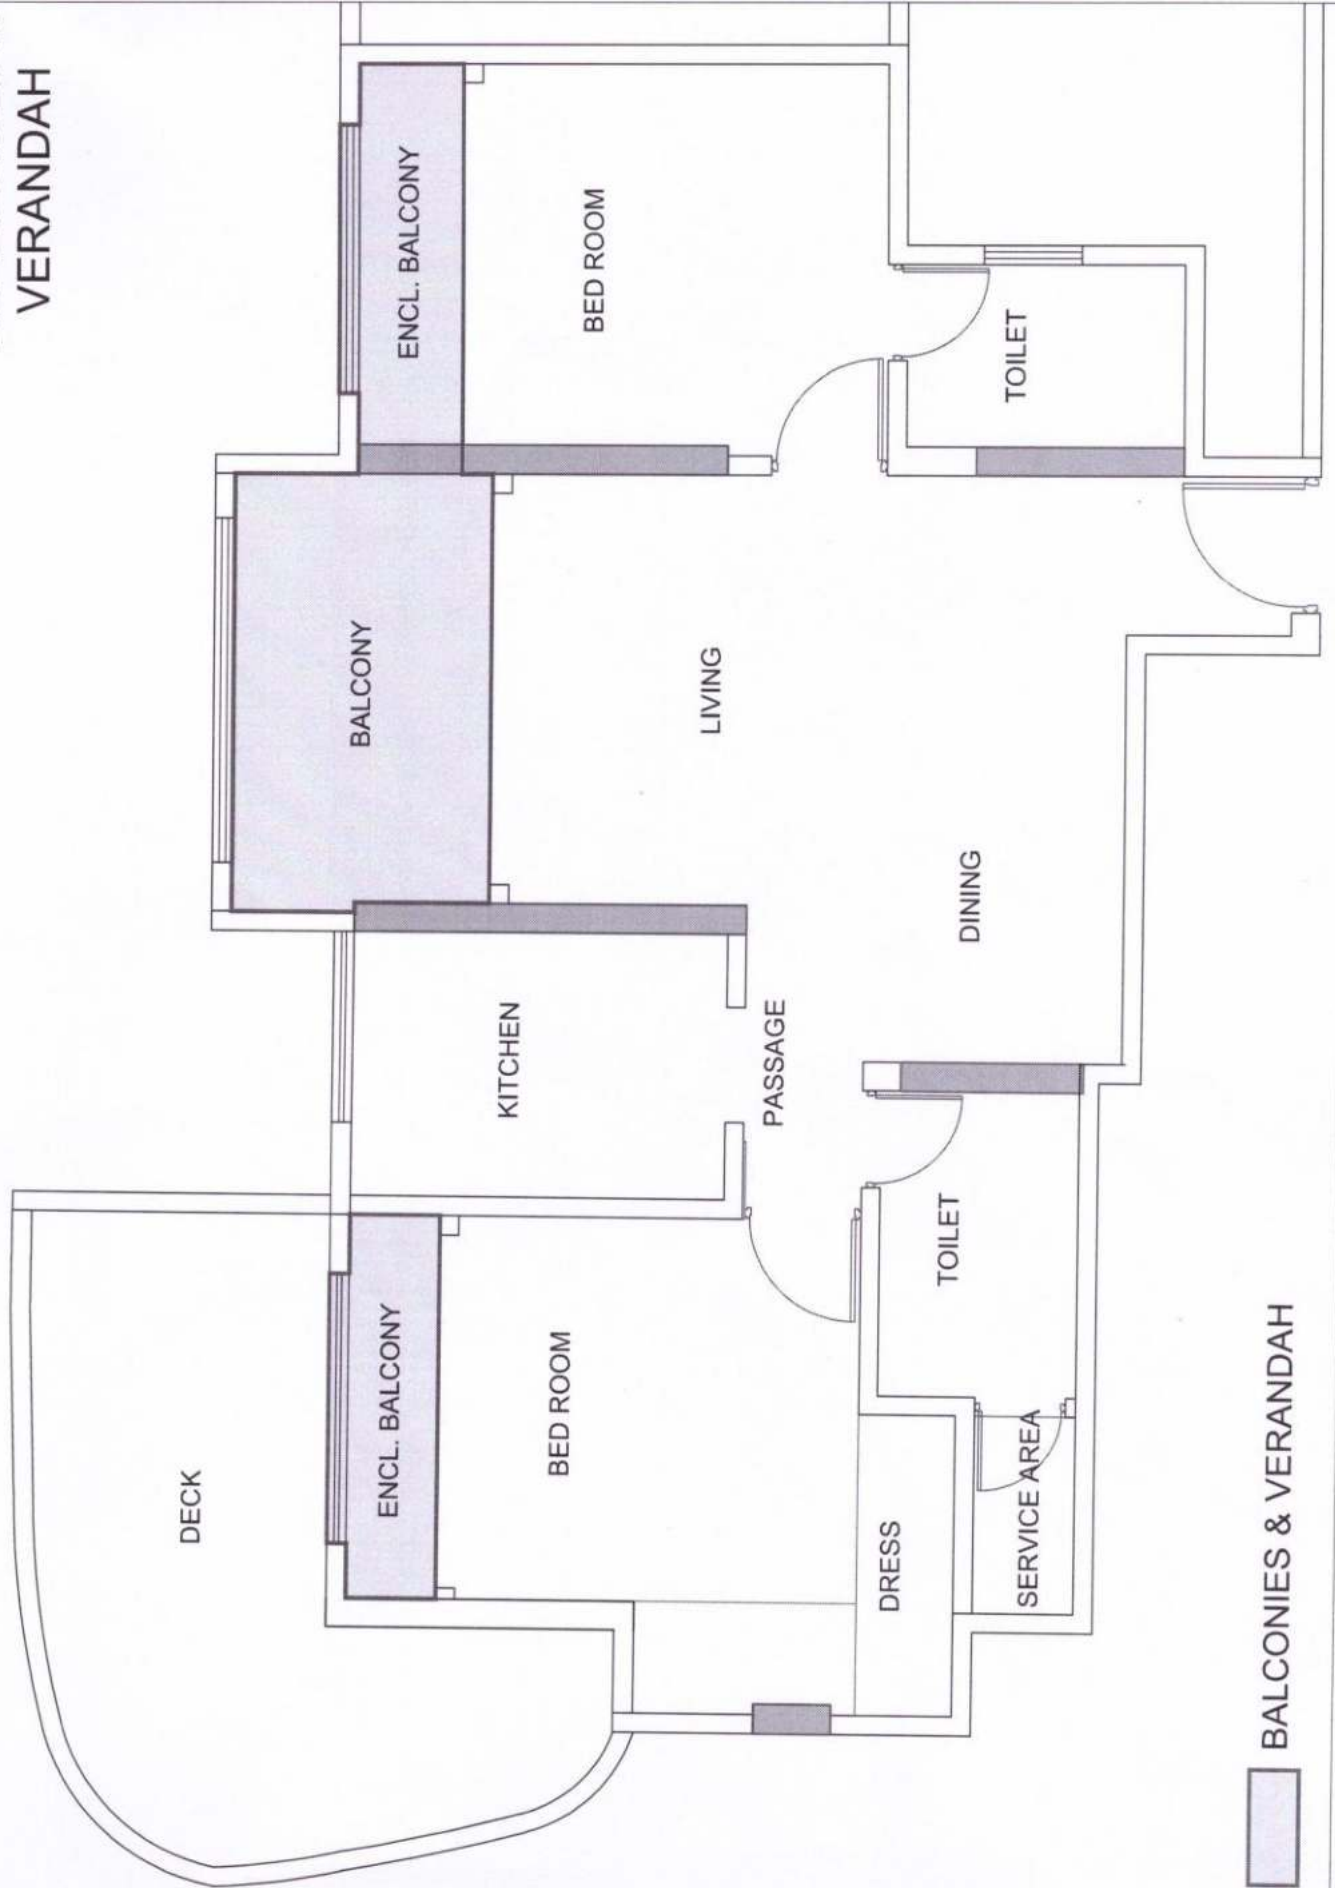 VERANDAH
ENCL. BALCONY
BED ROOM
TOILET
BALCONY
LIVING
DINING
KITCHEN
PASSAGE
TOILET
DECK
ENCL. BALCONY
BED ROOM
DRESS
SERVICE AREA
BALCONIES & VERANDAH